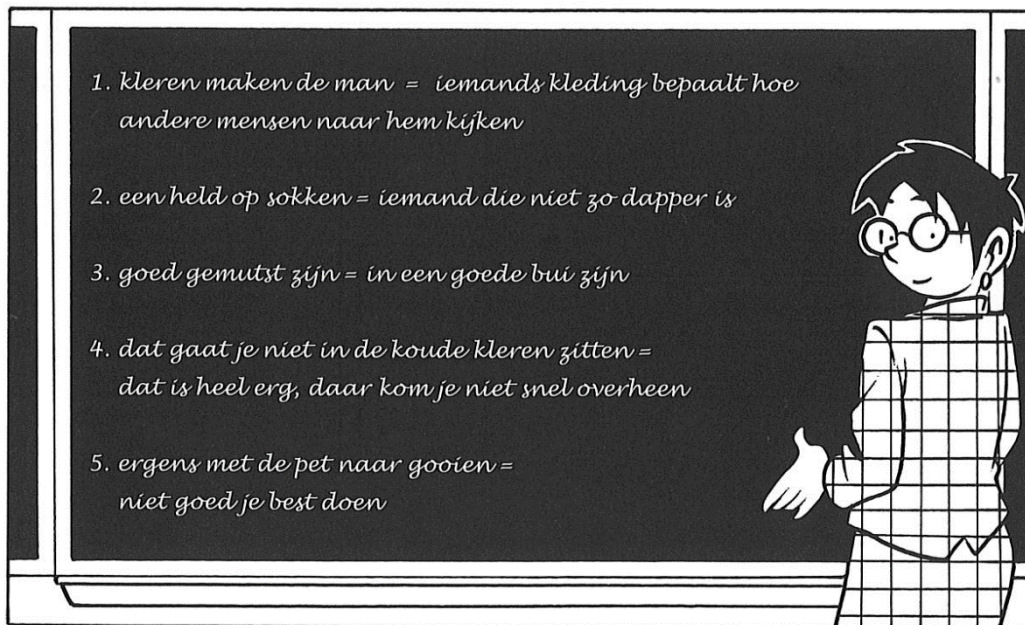 1. kleren maken de man = iemands kleding bepaalt hoe
andere mensen naar hem kijken
2. een held op sokken = iemand die niet zo dapper is
3. goed gemutst zijn = in een goede bui zijn
4. dat gaat je niet in de koude kleren zitten =
dat is heel erg, daar kom je niet snel overheen
5. ergens met de pet naar gooien =
niet goed je best doen